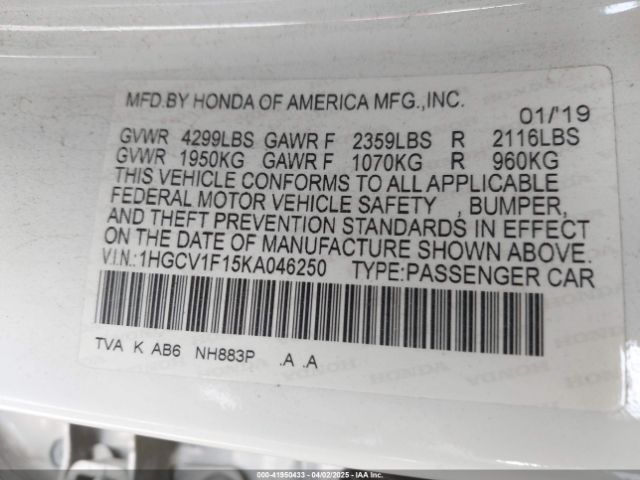 MFD.BY HONDA OF AMERICA MFG.,INC.
01/'19
GVWR 4299LBS GAWR F 2359LBS R 2116LBS
GVWR 1950KG GAWR F 1070KG R 960KG
THIS VEHICLE CONFORMS TO ALL APPLICABLE
FEDERAL MOTOR VEHICLE SAFETY , BUMPER,
AND THEFT PREVENTION STANDARDS IN EFFECT
ON THE DATE OF MANUFACTURE SHOWN ABOVE.
V.I.N.:1HGCV1F15KA046250 TYPE:PASSENGER CAR
TVA K AB6 NH883P .A .A
000-41950433 - 04/02/2025 - IAAI.COM